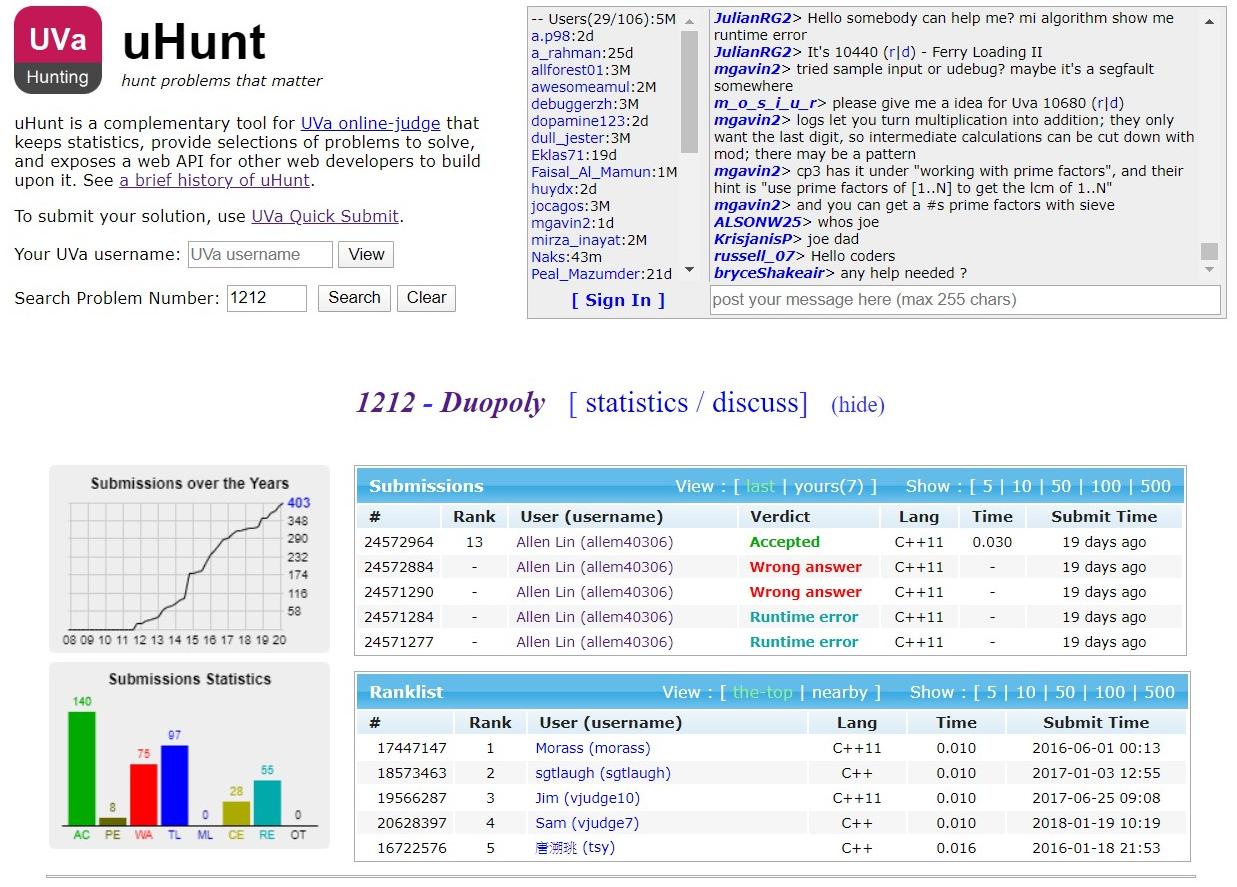 UVa
Hunting
uHunt
hunt problems that matter
uHunt is a complementary tool for UVa online-judge that
keeps statistics, provide selections of problems to solve,
and exposes a web API for other web developers to build
upon it. See a brief history of uHunt.
To submit your solution, use UVa Quick Submit.
Your UVa username: UVa username View
Search Problem Number: 1212 Search Clear
-- Users(29/106):5M
a.p98:2d
a_rahman:25d
allforest01:3M
awesomeamul:2M
debuggerzh:3M
dopamine123:2d
dull_jester:3M
Eklas71:19d
Faisal_Al_Mamun:1M
huydx:2d
jocagos:3M
mgavin2:1d
mirza_inayat:2M
Naks:43m
Peal_Mazumder:21d
[ Sign In ]
JulianRG2> Hello somebody can help me? mi algorithm show me
runtime error
JulianRG2> It's 10440 (r|d) - Ferry Loading II
mgavin2> tried sample input or udebug? maybe it's a segfault
somewhere
m_o_s_i_u_r> please give me a idea for Uva 10680 (r|d)
mgavin2> logs let you turn multiplication into addition; they only
want the last digit, so intermediate calculations can be cut down with
mod; there may be a pattern
mgavin2> cp3 has it under "working with prime factors", and their
hint is "use prime factors of [1..N] to get the lcm of 1..N"
mgavin2> and you can get a #s prime factors with sieve
ALSONW25> whos joe
KrisjanisP> joe dad
russell_07> Hello coders
bryceShakeair> any help needed ?
post your message here (max 255 chars)
1212 - Duopoly [ statistics / discuss] (hide)
Submissions over the Years
403
348
290
232
174
116
58
08 09 10 11 12 13 14 15 16 17 18 19 20
Submissions Statistics
140
8
75
97
0
28
55
0
AC PE WA TL ML CE RE OT
Submissions View : [ last | yours(7) ] Show : [ 5 | 10 | 50 | 100 | 500
# Rank User (username) Verdict Lang Time Submit Time
24572964 13 Allen Lin (allem40306) Accepted C++11 0.030 19 days ago
24572884 - Allen Lin (allem40306) Wrong answer C++11 - 19 days ago
24571290 - Allen Lin (allem40306) Wrong answer C++11 - 19 days ago
24571284 - Allen Lin (allem40306) Runtime error C++11 - 19 days ago
24571277 - Allen Lin (allem40306) Runtime error C++11 - 19 days ago
Ranklist View : [ the-top | nearby ] Show : [ 5 | 10 | 50 | 100 | 500
# Rank User (username) Lang Time Submit Time
17447147 1 Morass (morass) C++11 0.010 2016-06-01 00:13
18573463 2 sgtlaugh (sgtlaugh) C++ 0.010 2017-01-03 12:55
19566287 3 Jim (vjudge10) C++11 0.010 2017-06-25 09:08
20628397 4 Sam (vjudge7) C++ 0.010 2018-01-19 10:19
16722576 5 唐溯珧 (tsy) C++ 0.016 2016-01-18 21:53